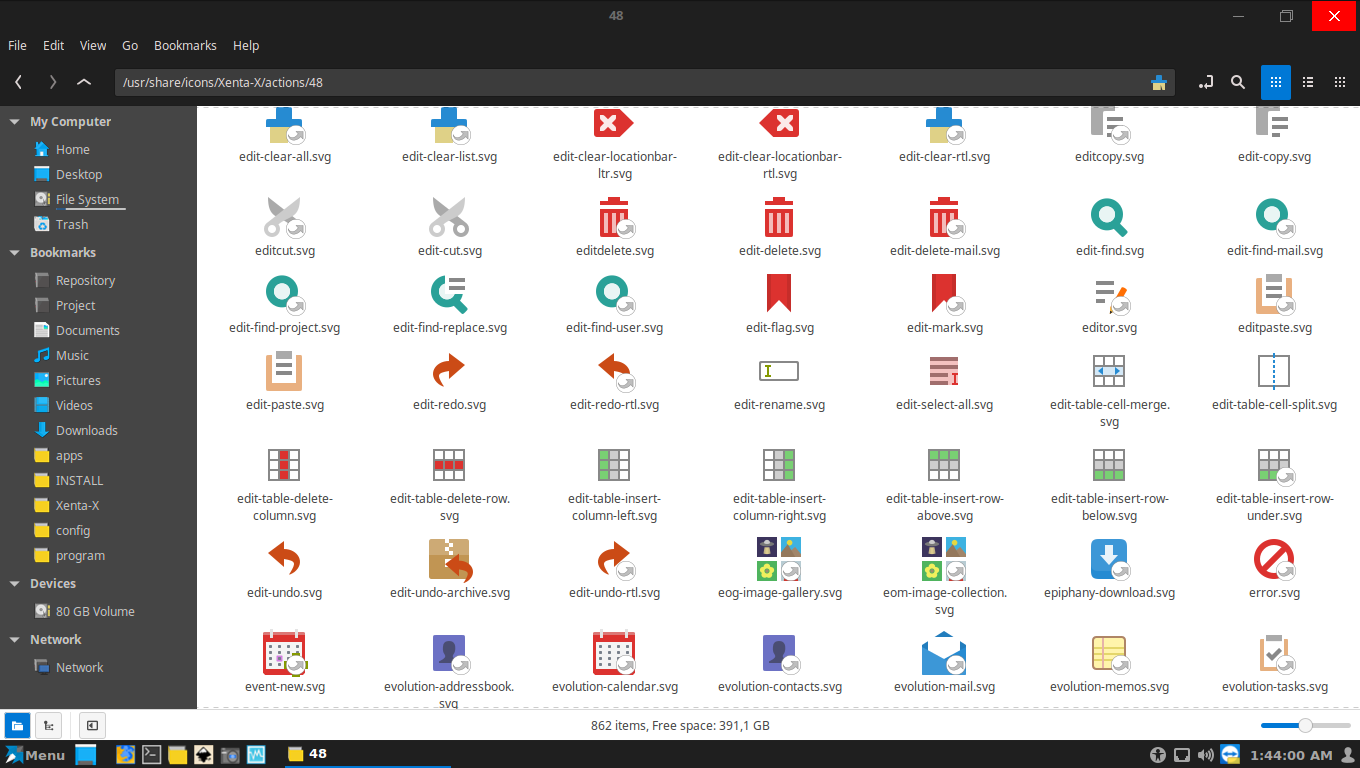 48
File Edit View Go Bookmarks Help
/usr/share/icons/Xenta-X/actions/48
My Computer
Home
Desktop
File System
Trash
Bookmarks
Repository
Project
Documents
Music
Pictures
Videos
Downloads
apps
INSTALL
Xenta-X
config
program
Devices
80 GB Volume
Network
Network
edit-clear-all.svg edit-clear-list.svg edit-clear-locationbar- edit-clear-locationbar- edit-clear-rtl.svg editcopy.svg edit-copy.svg
ltr.svg rtl.svg
editcut.svg edit-cut.svg editdelete.svg edit-delete.svg edit-delete-mail.svg edit-find.svg edit-find-mail.svg
edit-find-project.svg edit-find-replace.svg edit-find-user.svg edit-flag.svg edit-mark.svg editor.svg editpaste.svg
edit-paste.svg edit-redo.svg edit-redo-rtl.svg edit-rename.svg edit-select-all.svg edit-table-cell-merge. edit-table-cell-split.svg
svg
edit-table-delete- edit-table-delete-row. edit-table-insert- edit-table-insert- edit-table-insert-row- edit-table-insert-row- edit-table-insert-row-
column.svg svg column-left.svg column-right.svg above.svg below.svg under.svg
edit-undo.svg edit-undo-archive.svg edit-undo-rtl.svg eog-image-gallery.svg eom-image-collection. epiphany-download.svg error.svg
svg
event-new.svg evolution-addressbook. evolution-calendar.svg evolution-contacts.svg evolution-mail.svg evolution-memos.svg evolution-tasks.svg
svg
862 items, Free space: 391,1 GB
Menu 48 1:44:00 AM